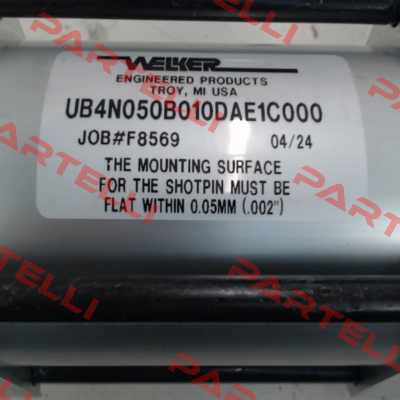 WELKER
ENGINEERED PRODUCTS
TROY, MI USA
UB4N050B010DAE1C000
JOB#F8569 04/24
THE MOUNTING SURFACE
FOR THE SHOTPIN MUST BE
FLAT WITHIN 0.05MM (.002")
PARTELLI
PARTELLI
PARTELLI
PARTELLI
PARTELLI